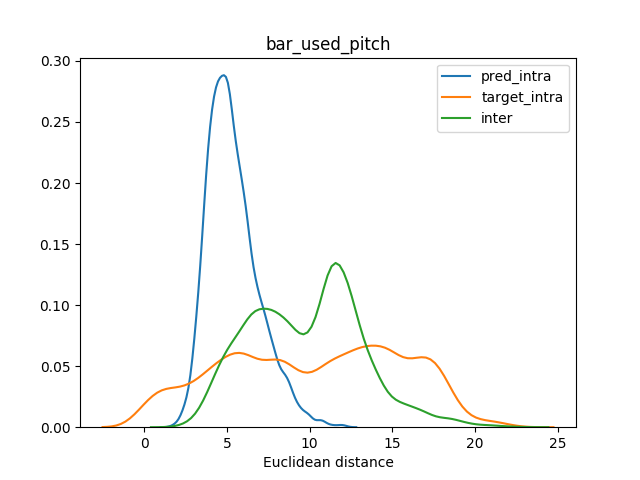 bar_used_pitch
pred_intra
target_intra
inter
0.30
0.25
0.20
0.15
0.10
0.05
0.00
0 5 10 15 20 25
Euclidean distance